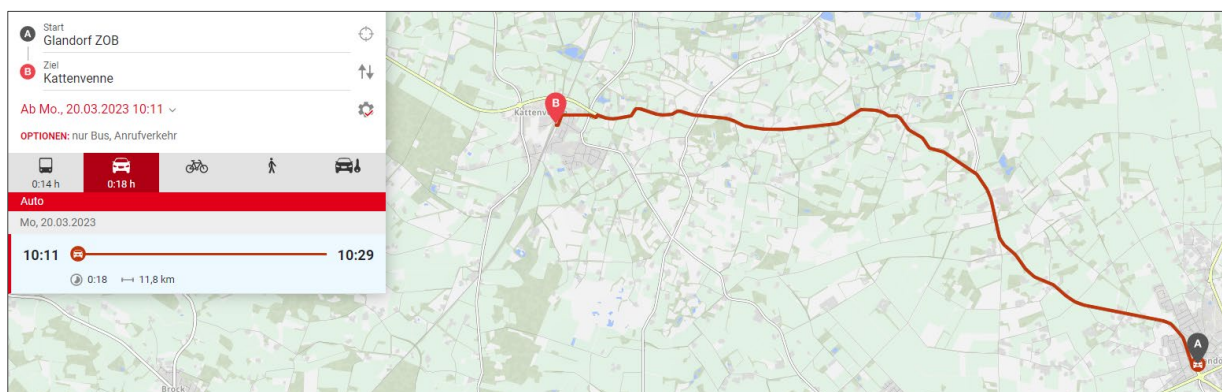 A Start
Glandorf ZOB
B Ziel
Kattenvenne
Ab Mo., 20.03.2023 10:11
OPTIONEN: nur Bus, Anrufverkehr
0:14 h 0:18 h
Auto
Mo, 20.03.2023
10:11 10:29
0:18 11,8 km
B
A
Brock